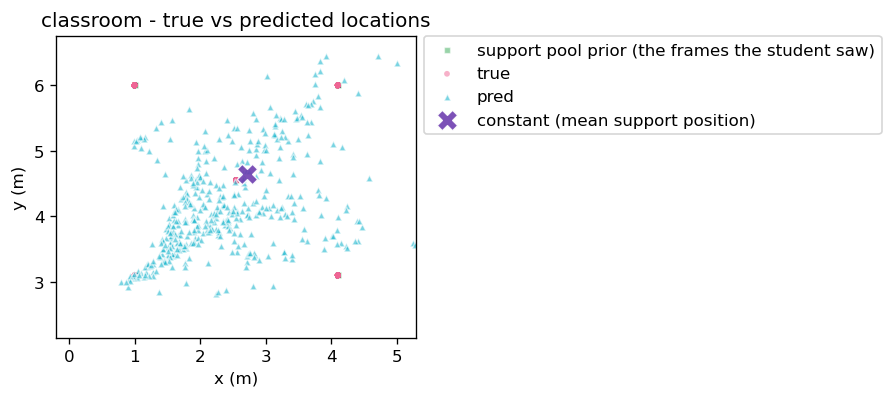 classroom - true vs predicted locations
support pool prior (the frames the student saw)
true
pred
constant (mean support position)
y (m)
6
5
4
3
0 1 2 3 4 5
x (m)